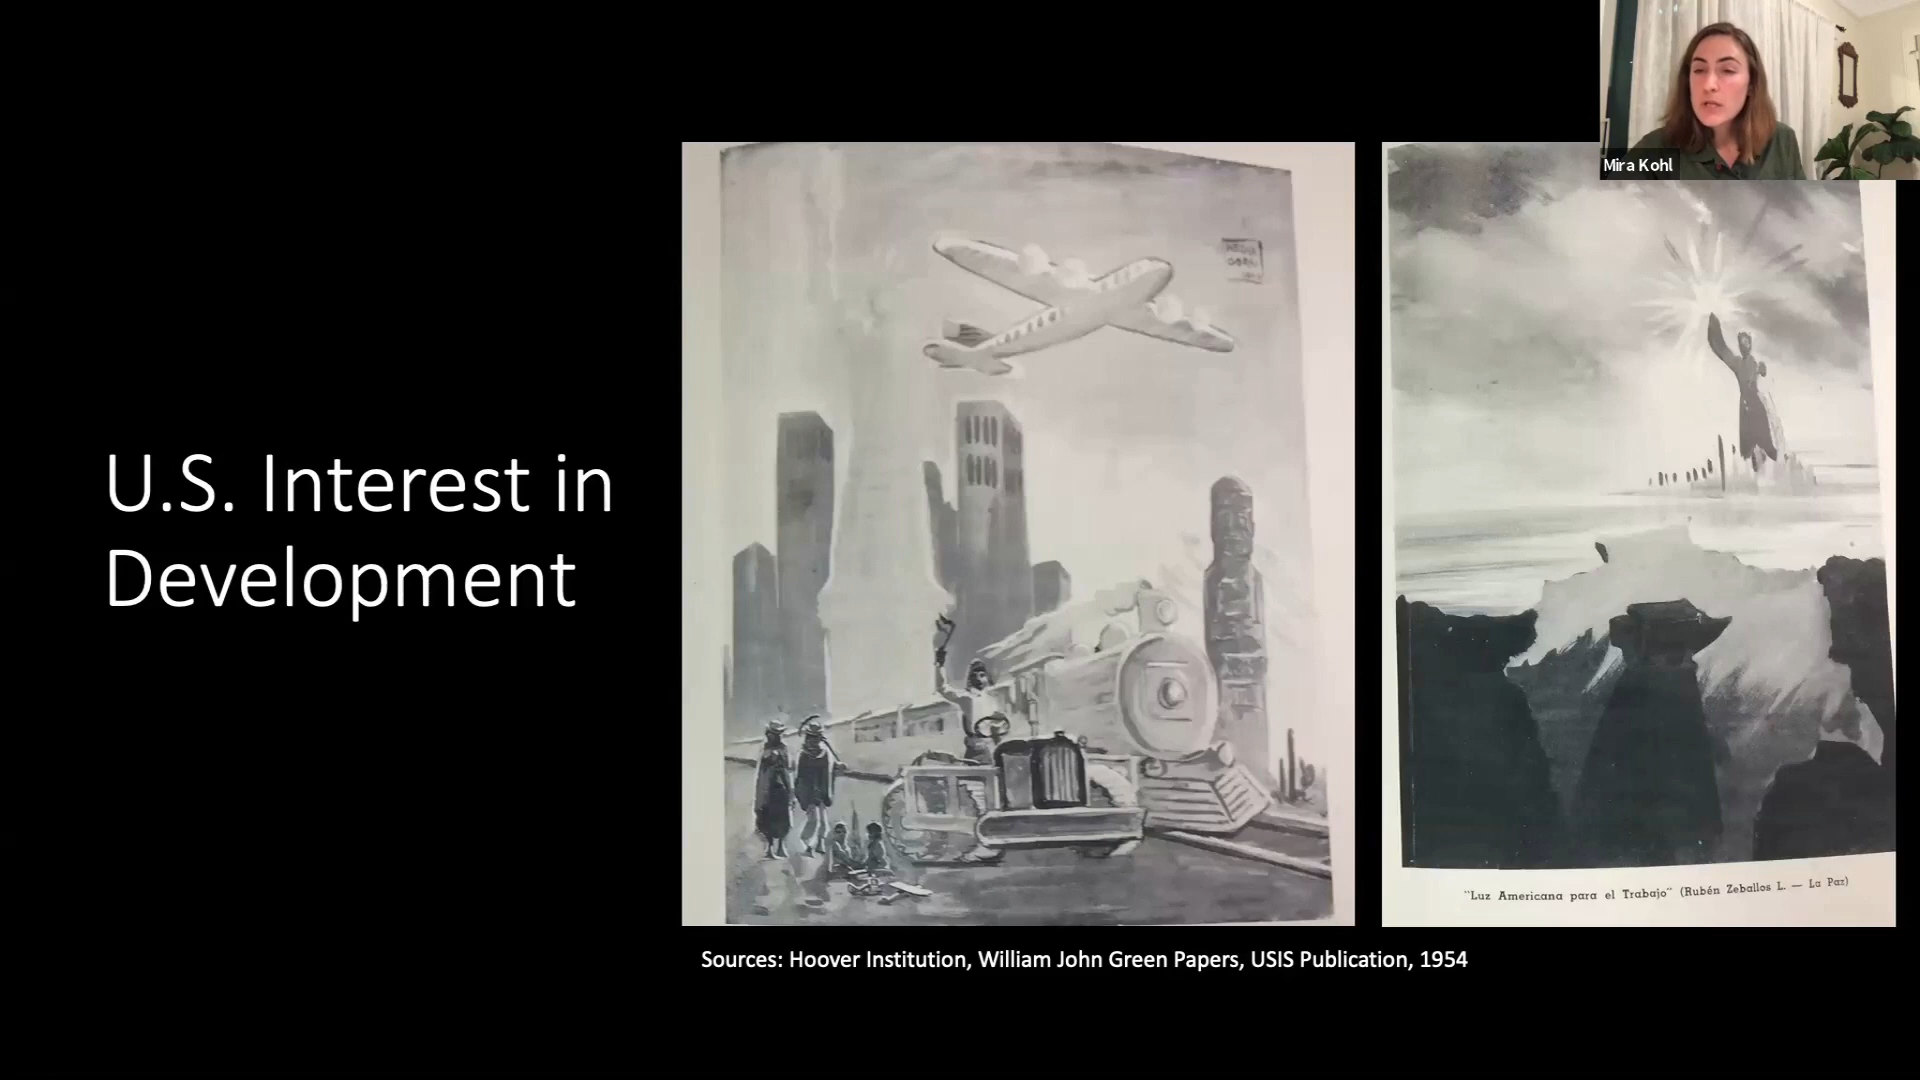 Mira Kohl
U.S. Interest in
Development
"Luz Americana para el Trabajo" (Rubén Zeballos L. — La Paz)
Sources: Hoover Institution, William John Green Papers, USIS Publication, 1954